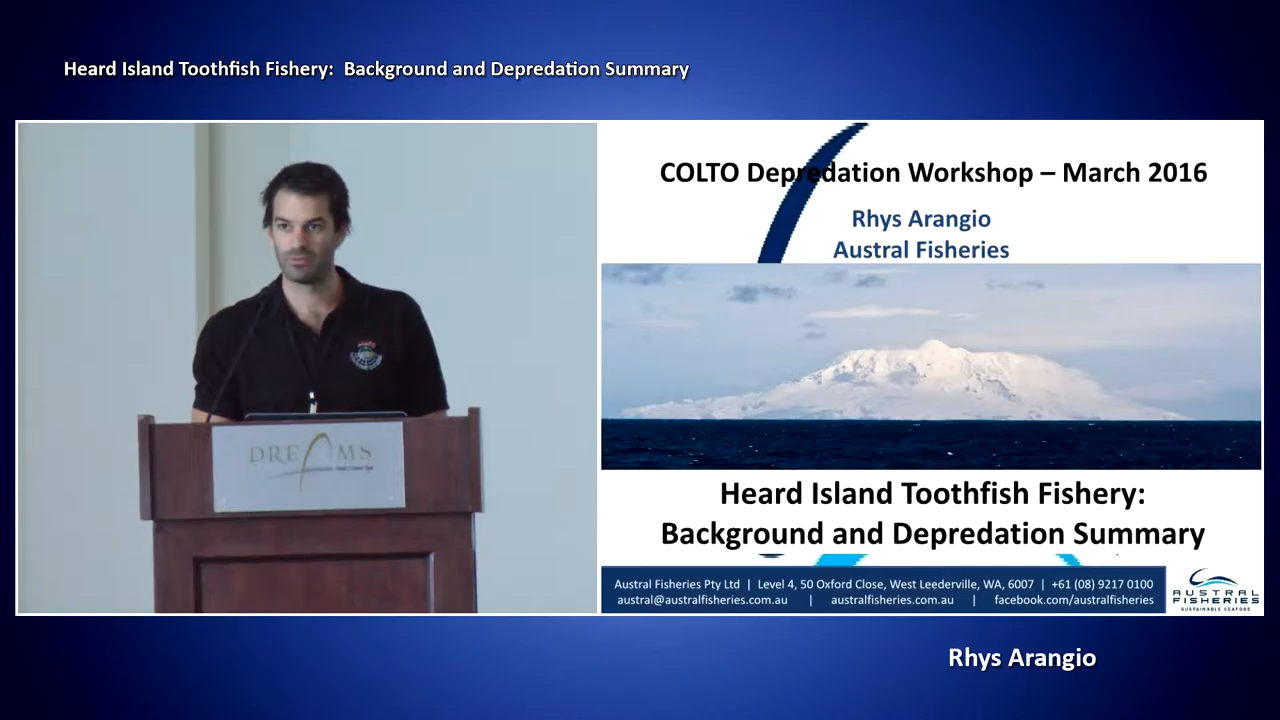 Heard Island Toothfish Fishery: Background and Depredation Summary
COLTO Depredation Workshop – March 2016
Rhys Arangio
Austral Fisheries
DREAMS
Heard Island Toothfish Fishery:
Background and Depredation Summary
Austral Fisheries Pty Ltd | Level 4, 50 Oxford Close, West Leederville, WA, 6007 | +61 (08) 9217 0100
austral@australfisheries.com.au | australfisheries.com.au | facebook.com/australfisheries
AUSTRAL
FISHERIES
SUSTAINABLE SEAFOOD
Rhys Arangio